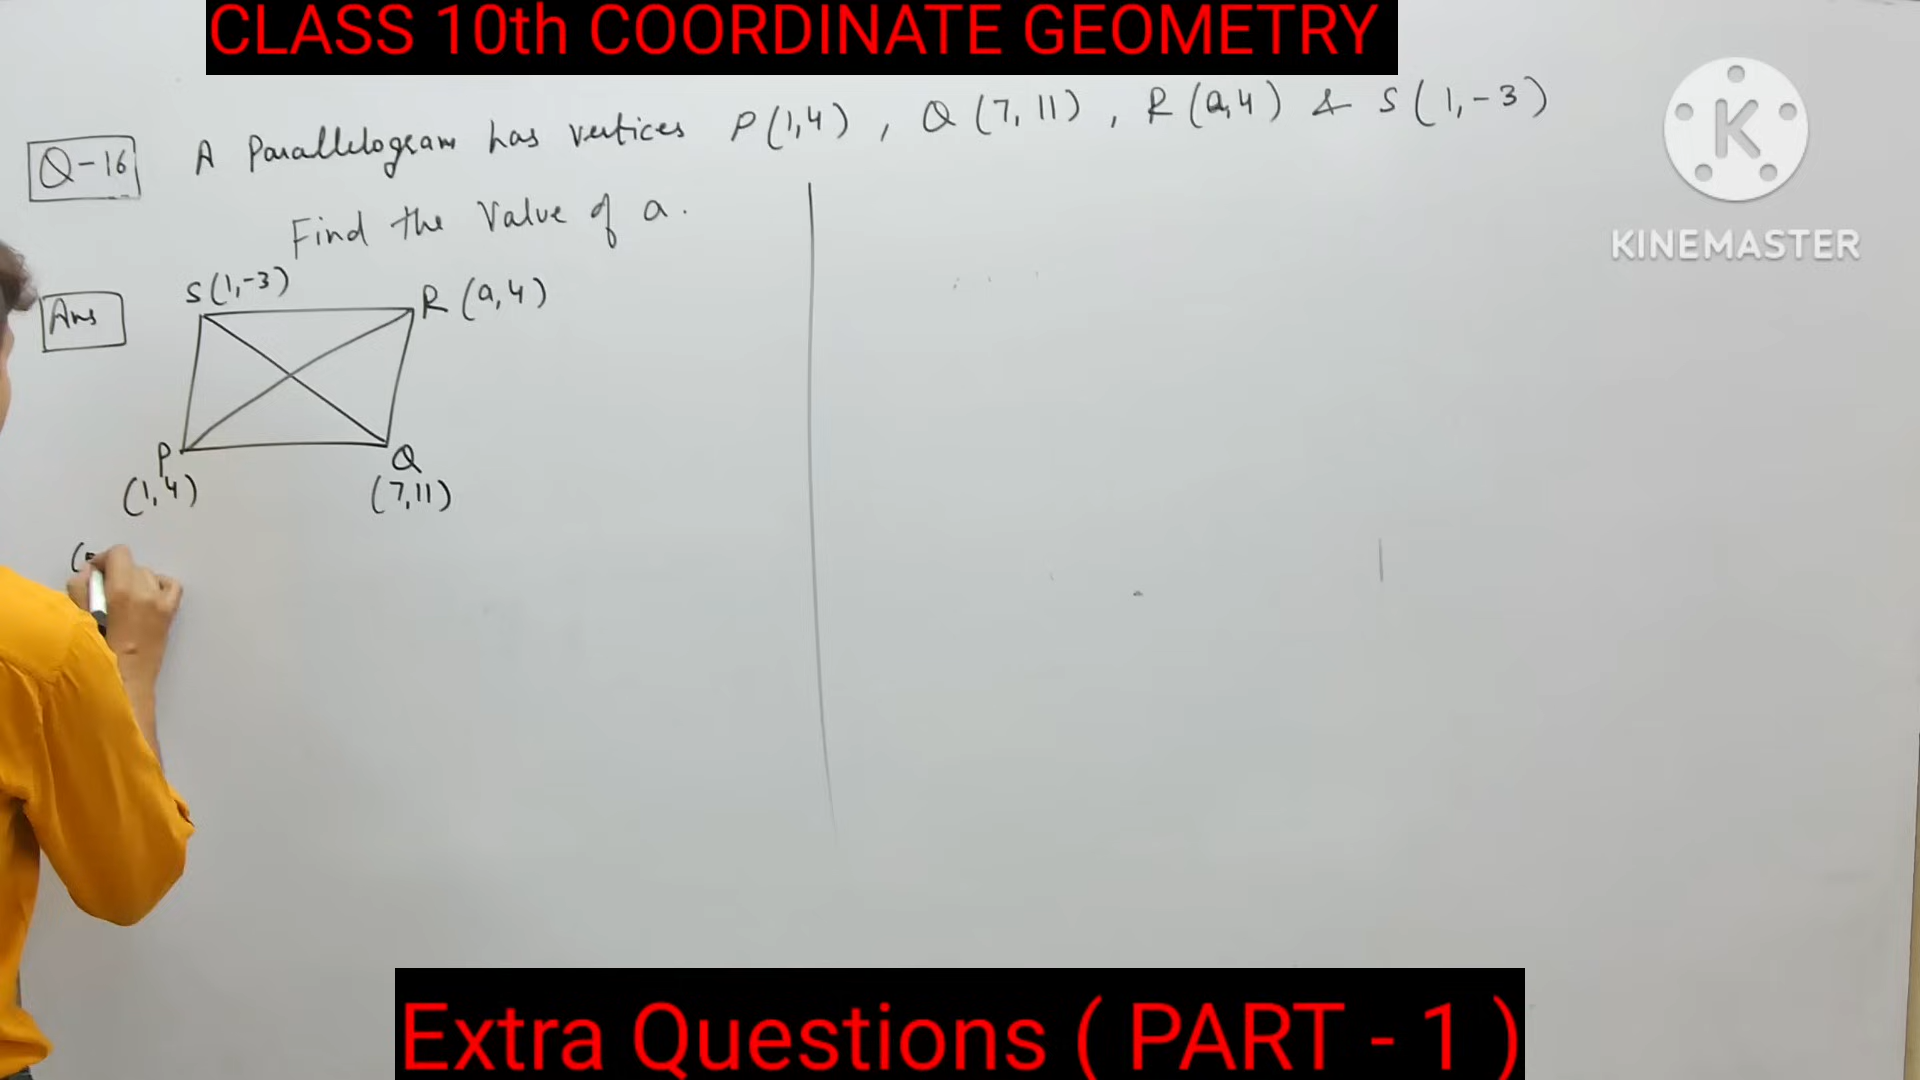 CLASS 10th COORDINATE GEOMETRY
Q-16 A Parallelogram has vertices P(1,4), Q(7,11), R(a,4) & S(1,-3)
Find the Value of a.
KINEMASTER
Ans
S(1,-3)
R(a,4)
P
(1,4)
Q
(7,11)
Extra Questions ( PART - 1 )